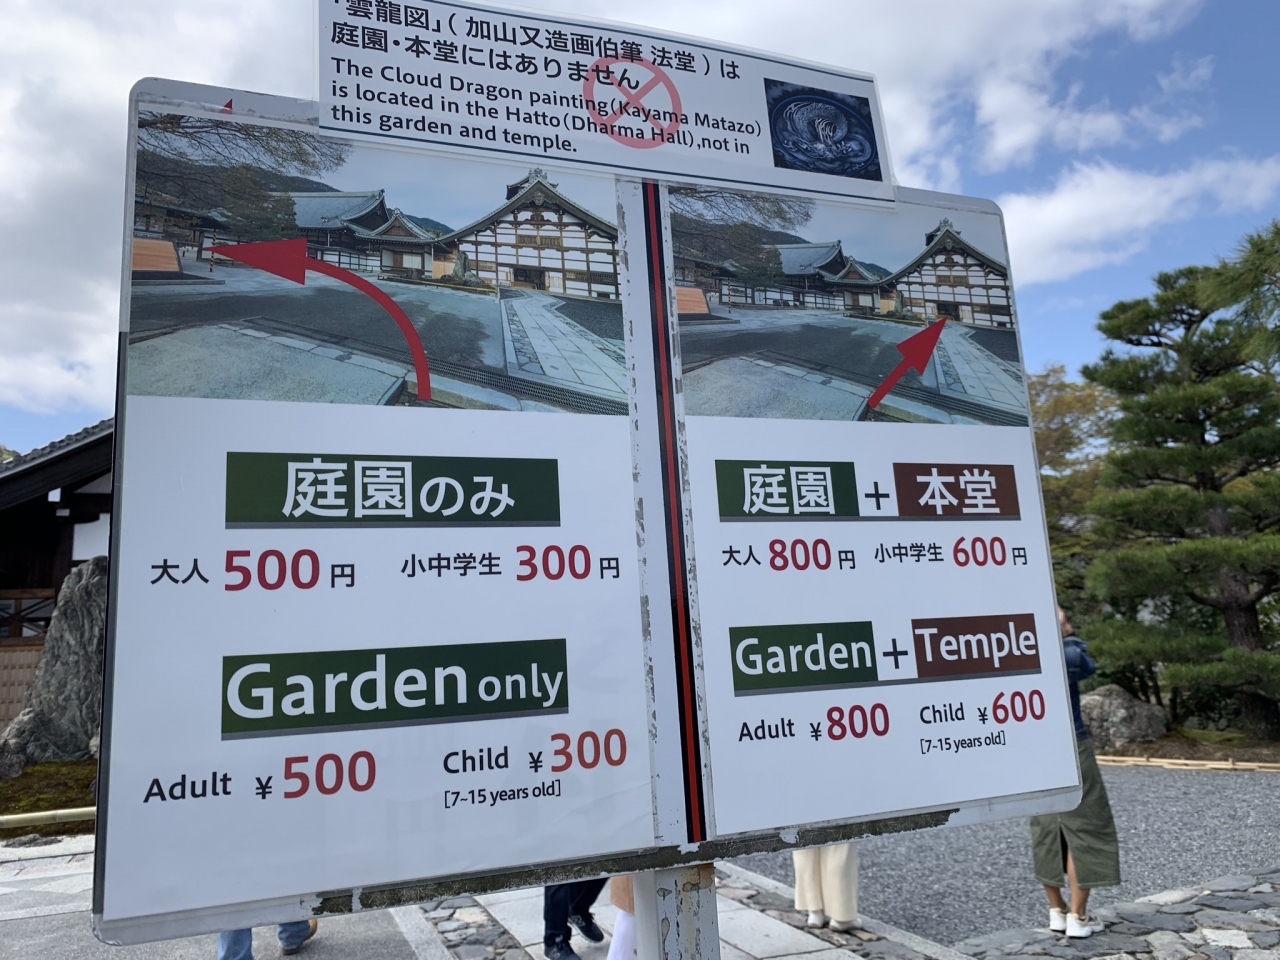 「雲龍図」( 加山又造画伯筆 法堂 ) は
庭園・本堂にはありません
The Cloud Dragon painting(Kayama Matazo)
is located in the Hatto(Dharma Hall),not in
this garden and temple.
庭園のみ
大人 500円 小中学生 300円
Garden only
Adult ¥500 Child ¥300
[7~15 years old]
庭園+本堂
大人 800円 小中学生 600円
Garden+Temple
Adult ¥800 Child ¥600
[7~15 years old]